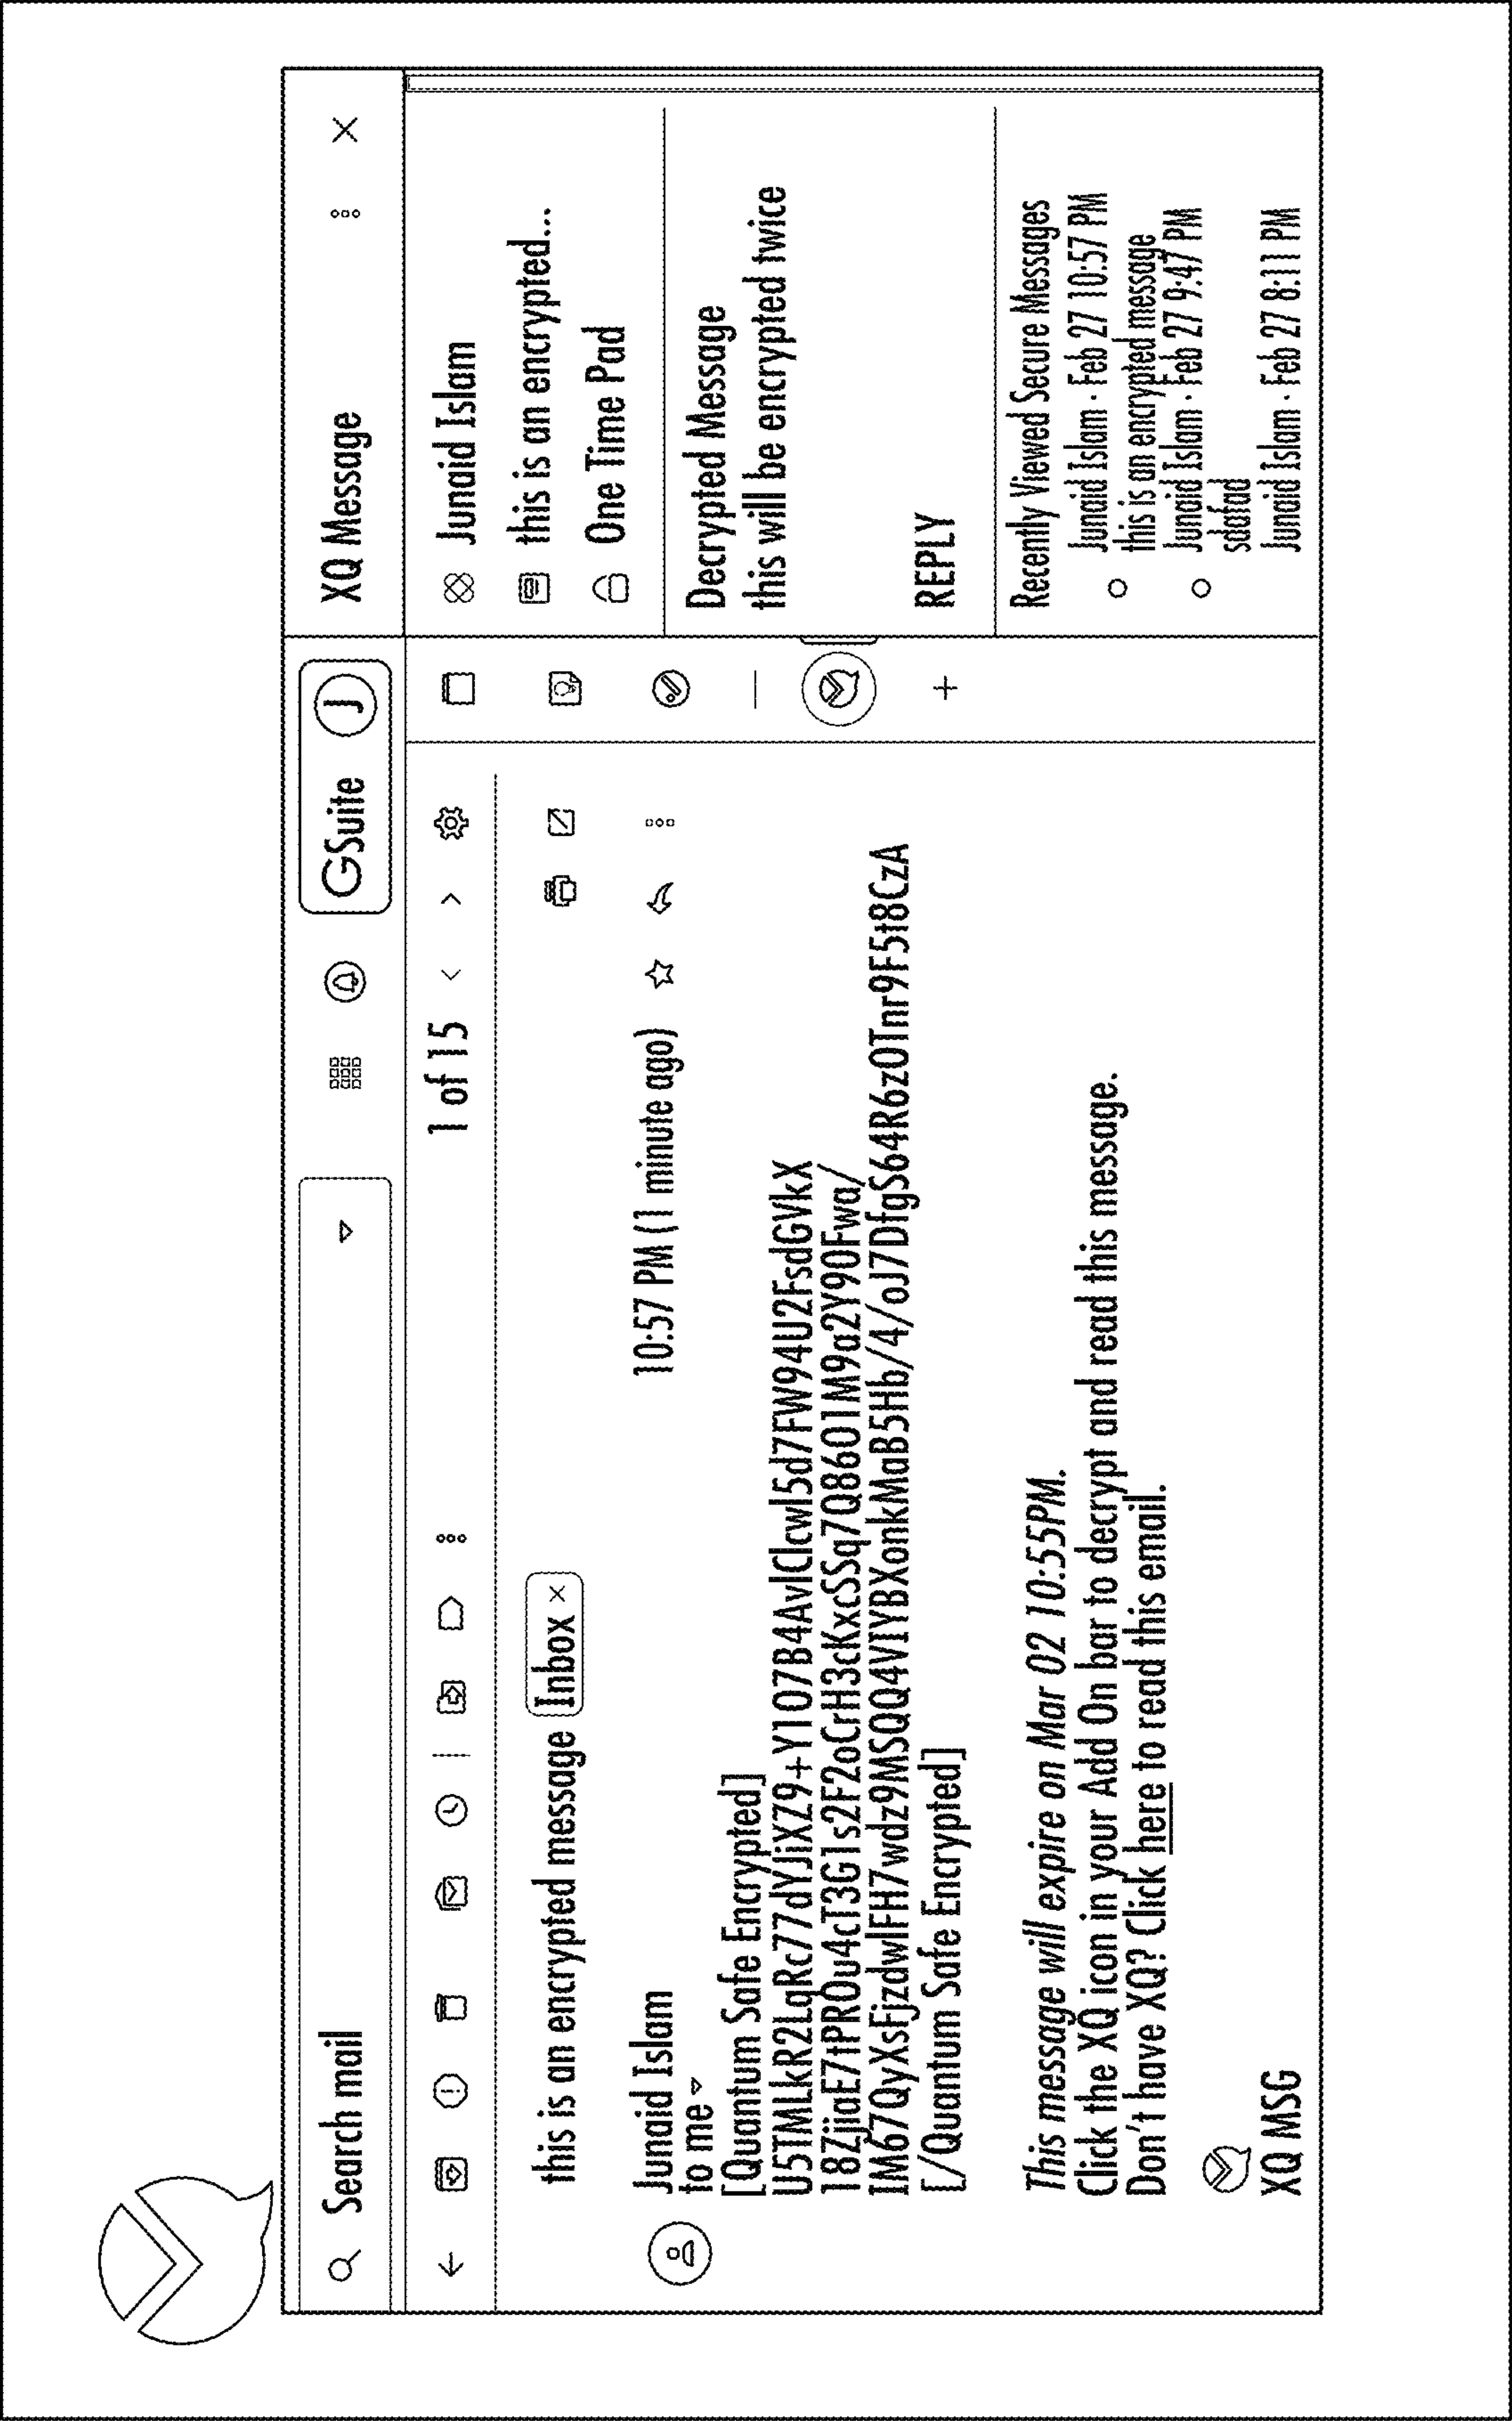 Search mail
GSuite
J
XQ Message
1 of 15
this is an encrypted message Inbox ×
Junaid Islam
to me
10:57 PM (1 minute ago)
[Quantum Safe Encrypted]
U5TMLkR2LqRc77dYJiXZ9+Y1O7B4AvlClcwl5d7FW94U2FsdGVkX
18ZjiaE7tPROu4cT3G1s2F2oCrH3cKxcSSq7Q86O1M9a2Y90Fwa/
IM67QyXsFjzdwlFH7wdz9MSQQ4VIYBXonkMaB5Hb/4/oJ7DfgS64R6zOTnr9F5t8CzA
[/Quantum Safe Encrypted]
This message will expire on Mar 02 10:55PM.
Click the XQ icon in your Add On bar to decrypt and read this message.
Don't have XQ? Click here to read this email.
XQ MSG
Junaid Islam
this is an encrypted...
One Time Pad
Decrypted Message
this will be encrypted twice
REPLY
Recently Viewed Secure Messages
Junaid Islam · Feb 27 10:57 PM
this is an encrypted message
Junaid Islam · Feb 27 9:47 PM
sdafad
Junaid Islam · Feb 27 8:11 PM